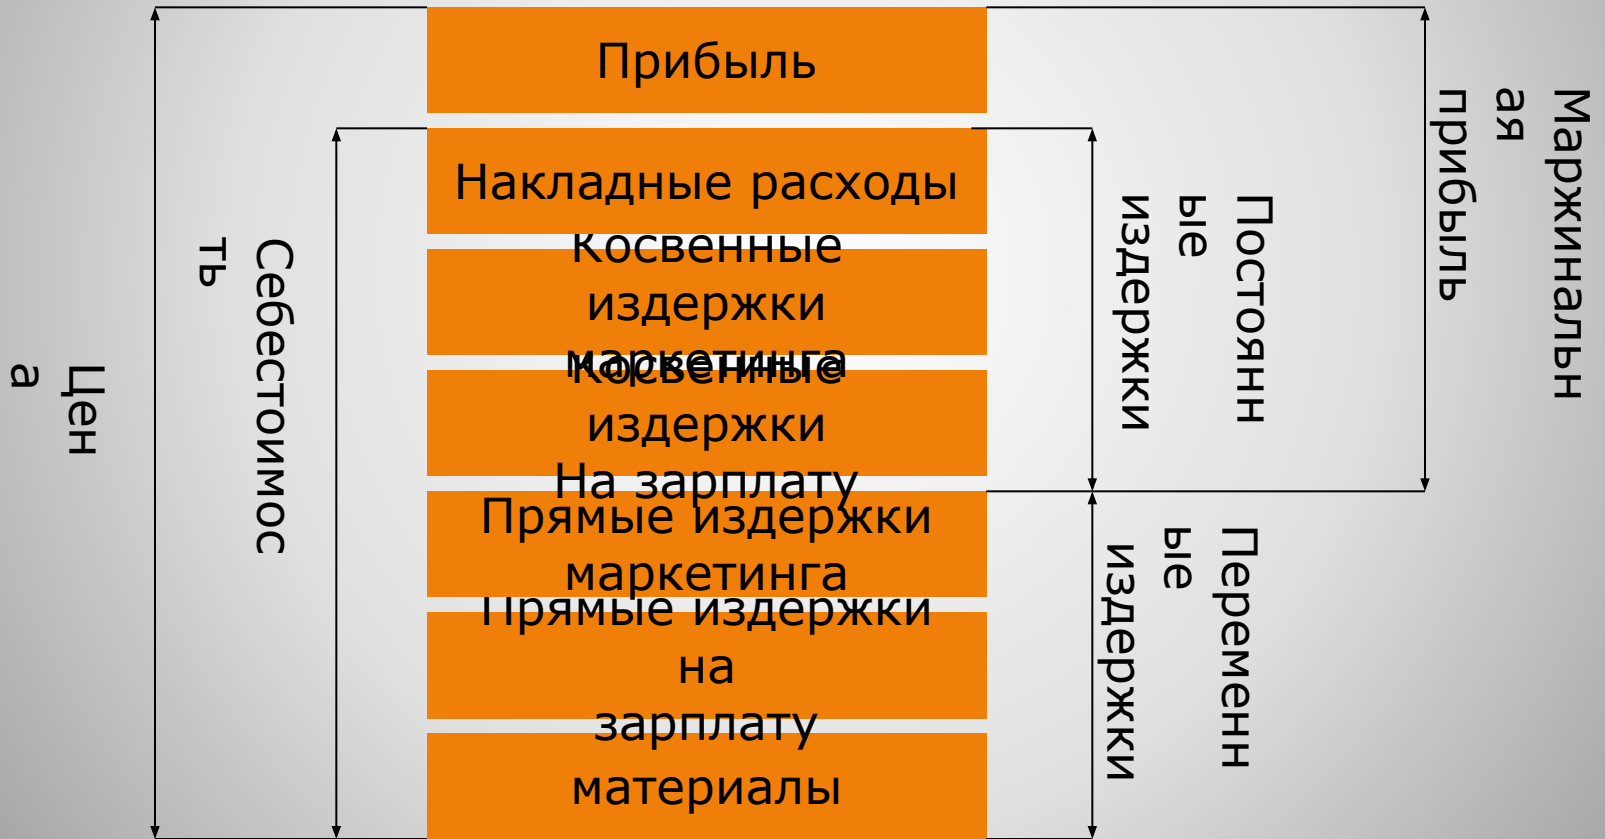 Прибыль
Накладные расходы
Косвенные
издержки
маркетинга
Косвенные
издержки
На зарплату
Прямые издержки
маркетинга
Прямые издержки
на
зарплату
материалы
Цен
а
Себестоимос
ть
Постоянн
ые
издержки
Переменн
ые
издержки
Маржинальн
ая
прибыль